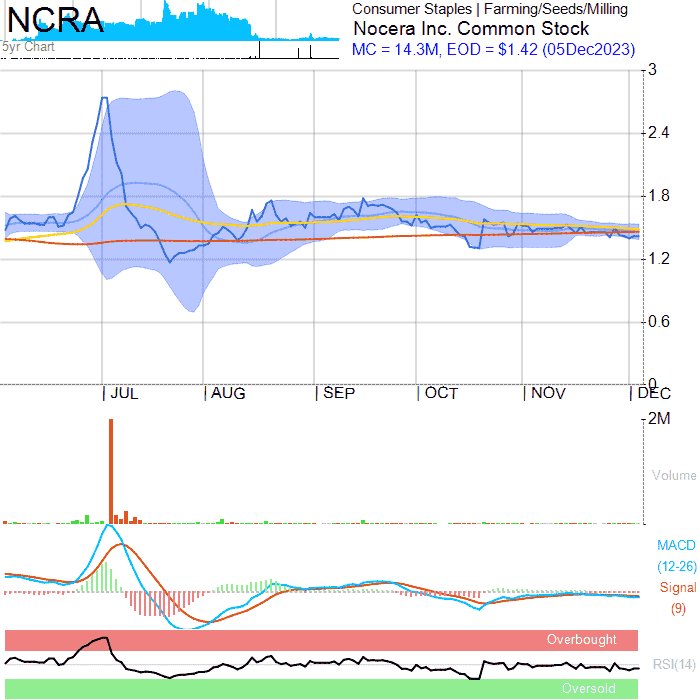 NCRA
5yr Chart
Consumer Staples | Farming/Seeds/Milling
Nocera Inc. Common Stock
MC = 14.3M, EOD = $1.42 (05Dec2023)
3
2.4
1.8
1.2
0.6
0
JUL AUG SEP OCT NOV DEC
2M
Volume
MACD
(12-26)
Signal
(9)
Overbought
RSI(14)
Oversold